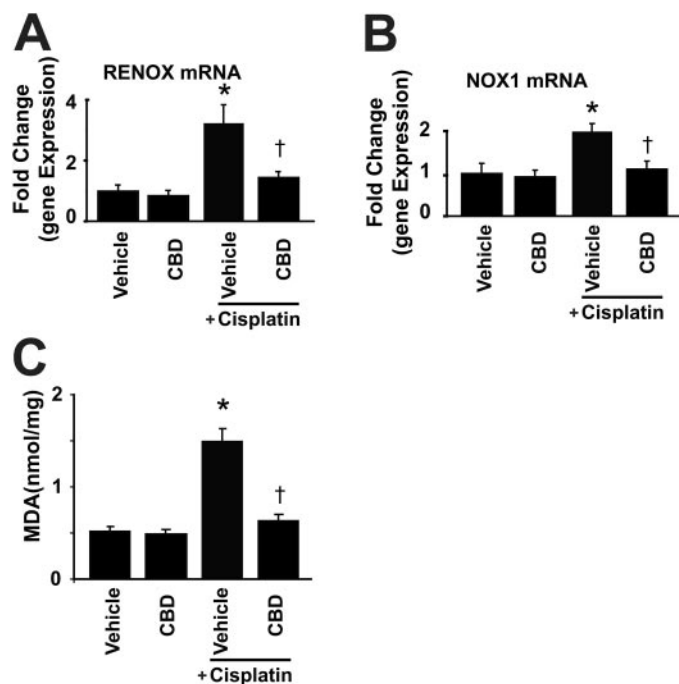 A
RENOX mRNA
Fold Change
(gene Expression)
4
2
0
*
†
Vehicle
CBD
Vehicle
CBD
+Cisplatin
B
NOX1 mRNA
Fold Change
(gene Expression)
2
1
0
*
†
Vehicle
CBD
Vehicle
CBD
+Cisplatin
C
MDA(nmol/mg)
2
1
0
*
†
Vehicle
CBD
Vehicle
CBD
+Cisplatin